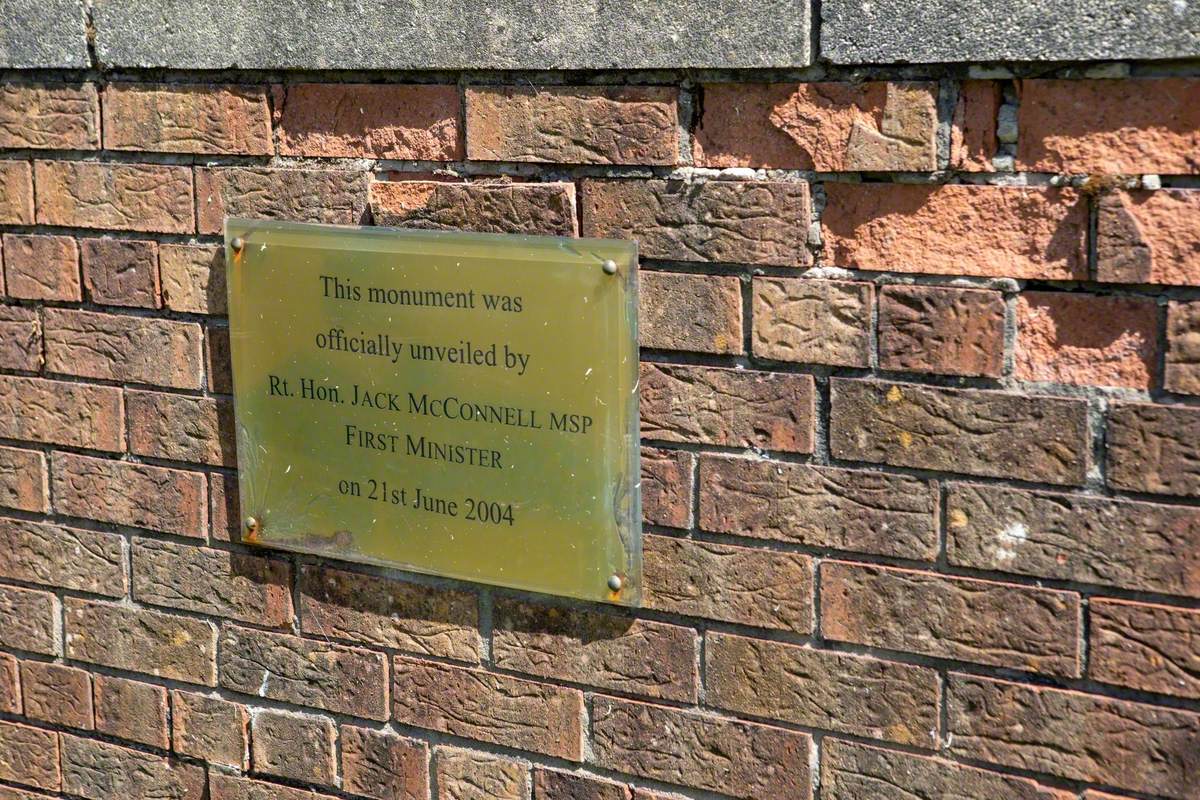 This monument was
officially unveiled by
Rt. Hon. JACK MCCONNELL MSP
FIRST MINISTER
on 21st June 2004